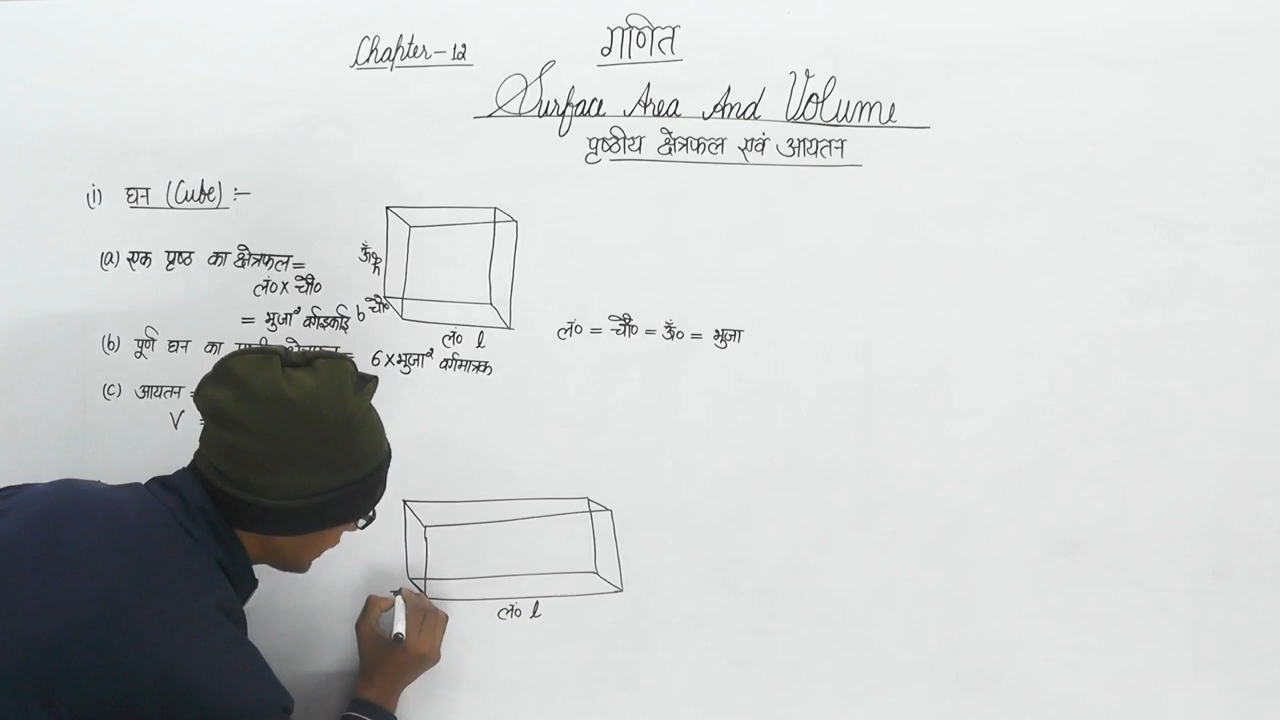 Chapter-12
गणित
Surface Area And Volume
पृष्ठीय क्षेत्रफल एवं आयतन
(i) घन (Cube) :-
(a) एक पृष्ठ का क्षेत्रफल =
लं० x चौ०
= भुजा² वर्गइकाई
ऊँ० h
b चौ०
लं० l
लं० = चौ० = ऊँ० = भुजा
(b) पूर्ण घन का = 6 x भुजा² वर्गमात्रक
(c) आयतन =
V =
लं० l